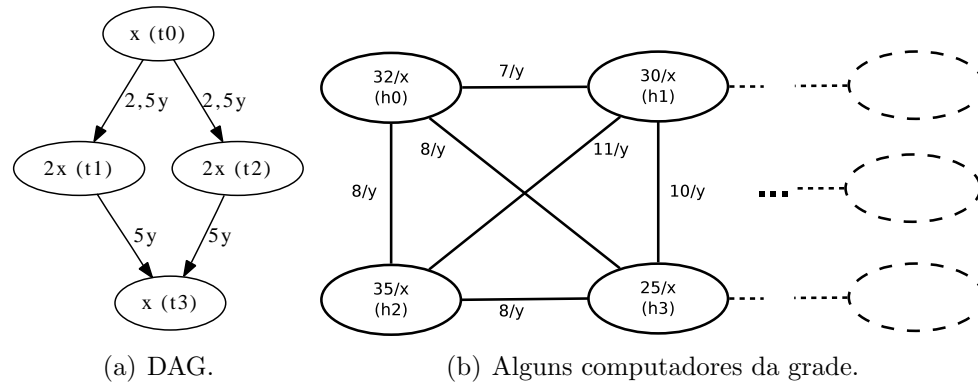 x (t0)
2,5y
2,5y
2x (t1)
2x (t2)
5y
5y
x (t3)
(a) DAG.
32/x
(h0)
7/y
30/x
(h1)
8/y
11/y
8/y
10/y
35/x
(h2)
8/y
25/x
(h3)
(b) Alguns computadores da grade.